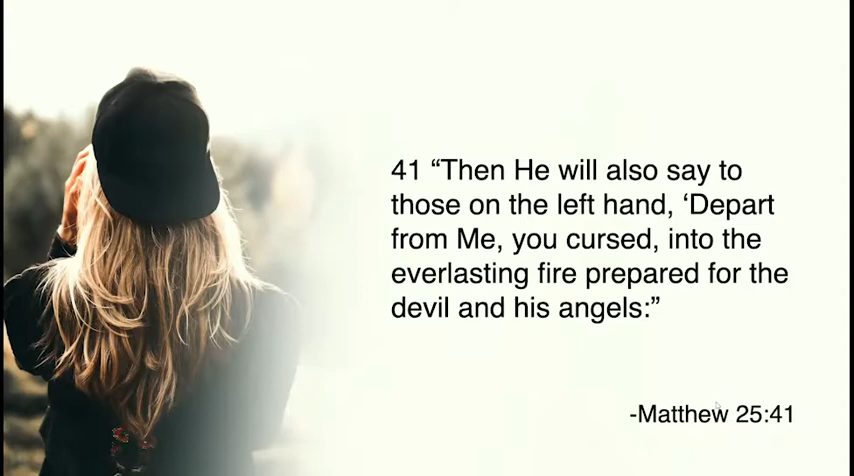 41 “Then He will also say to
those on the left hand, ‘Depart
from Me, you cursed, into the
everlasting fire prepared for the
devil and his angels:”
-Matthew 25:41